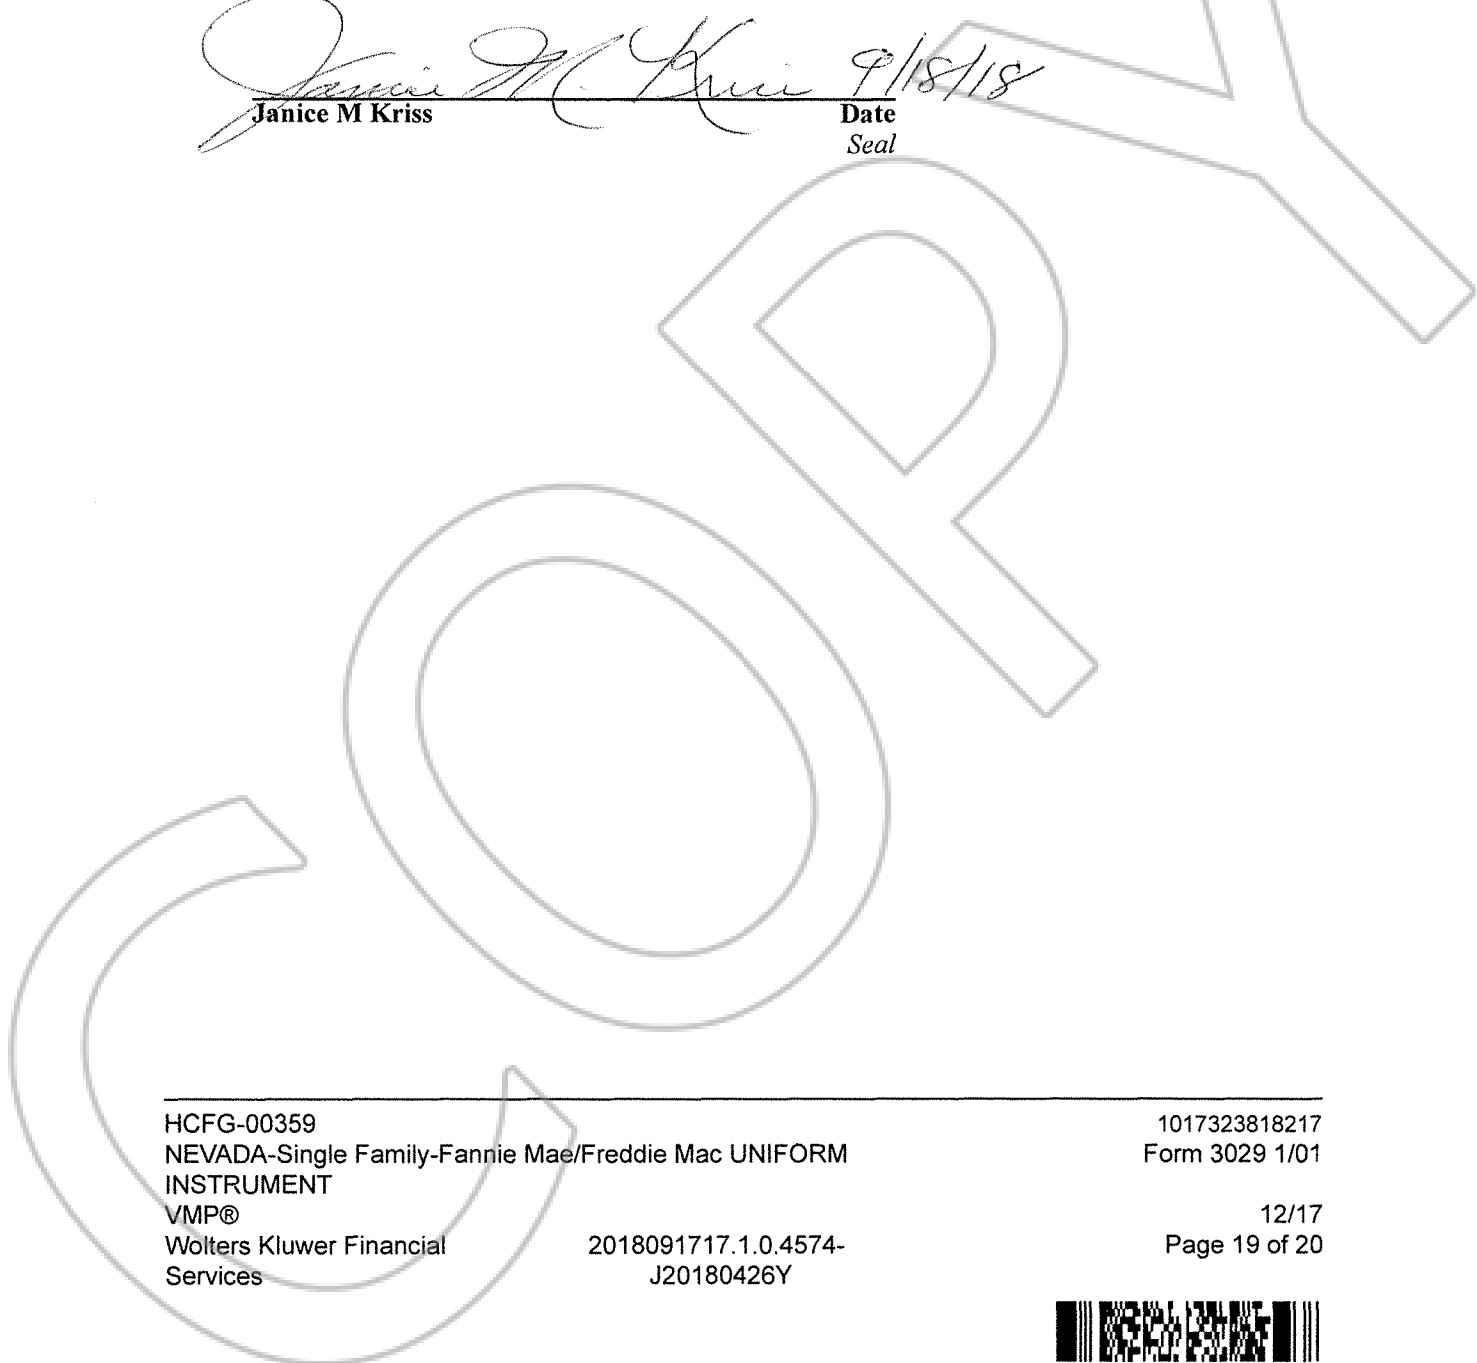 Janice M Kriss 9/18/18
Janice M Kriss Date
Seal
COPY
HCFG-00359 1017323818217
NEVADA-Single Family-Fannie Mae/Freddie Mac UNIFORM Form 3029 1/01
INSTRUMENT
VMP® 12/17
Wolters Kluwer Financial 2018091717.1.0.4574- Page 19 of 20
Services J20180426Y